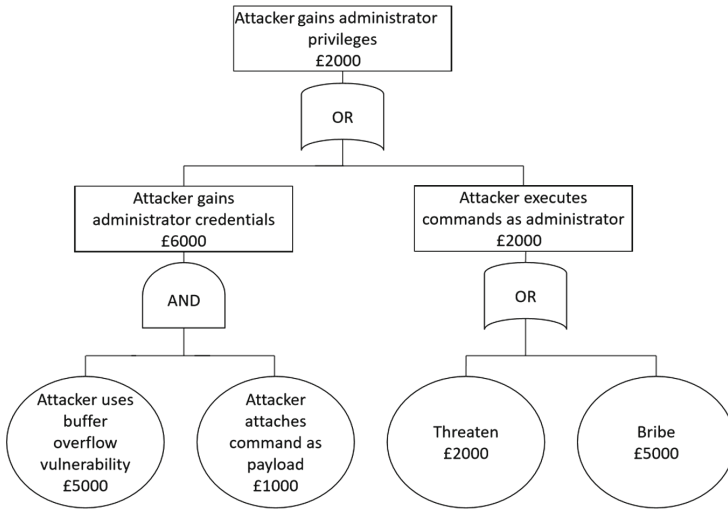 Attacker gains administrator
privileges
£2000
OR
Attacker gains
administrator credentials
£6000
Attacker executes
commands as administrator
£2000
AND
OR
Attacker uses
buffer
overflow
vulnerability
£5000
Attacker
attaches
command as
payload
£1000
Threaten
£2000
Bribe
£5000